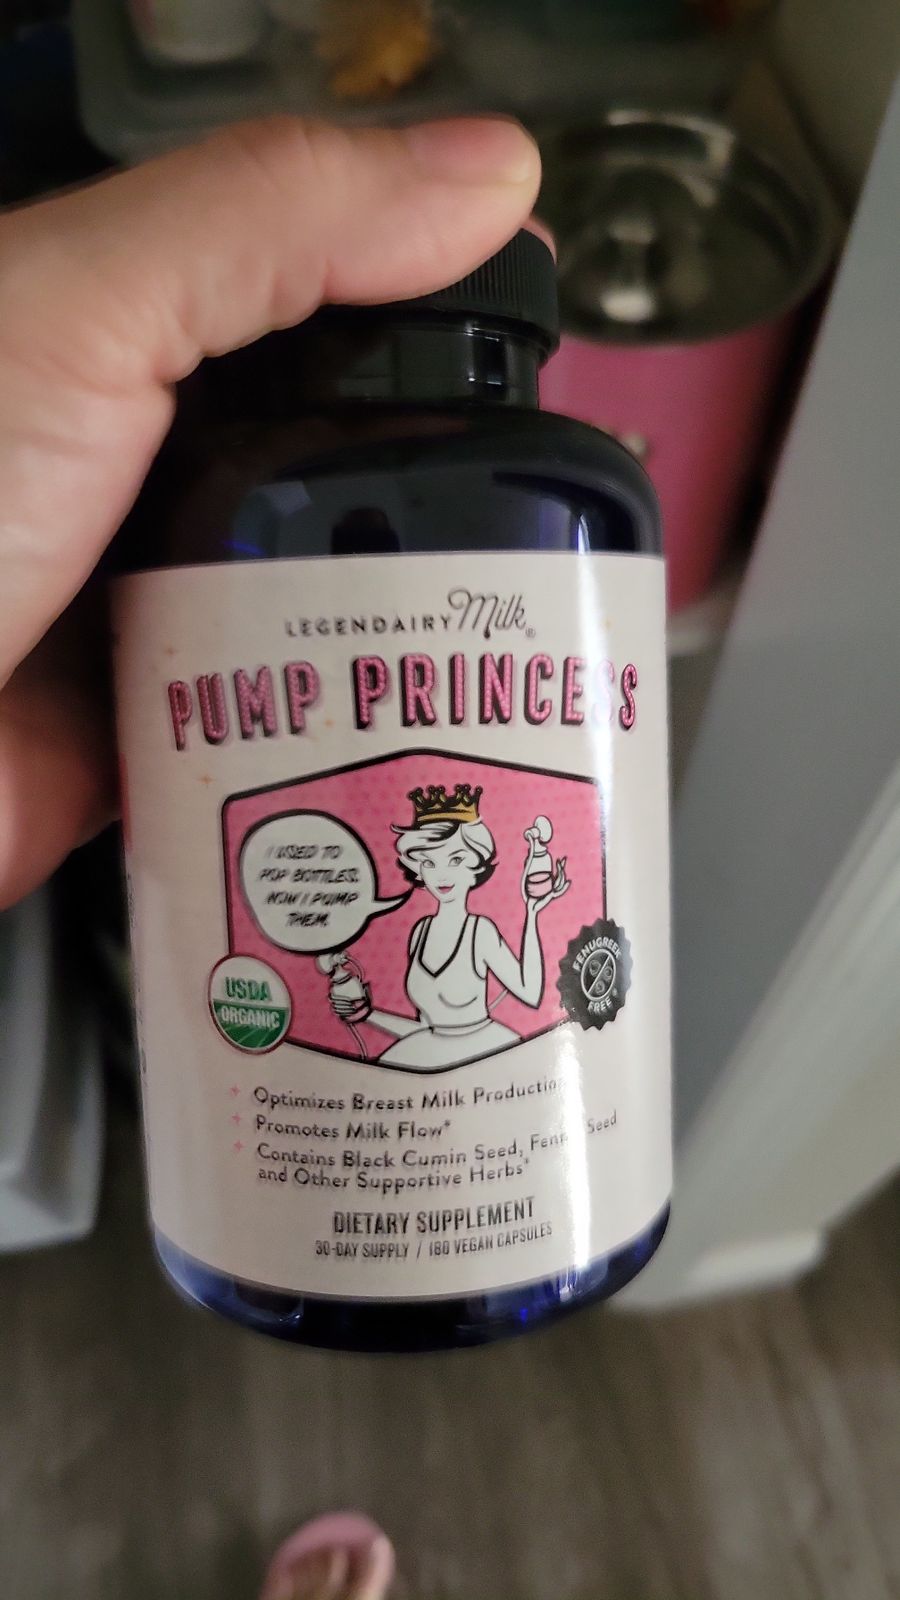 LEGENDAIRY Milk®
PUMP PRINCESS
I USED TO
POP BOTTLES.
NOW I PUMP
THEM.
USDA
ORGANIC
FENUGREEK
FREE
Optimizes Breast Milk Production
Promotes Milk Flow*
Contains Black Cumin Seed, Fennel Seed
and Other Supportive Herbs*
DIETARY SUPPLEMENT
30-DAY SUPPLY / 180 VEGAN CAPSULES